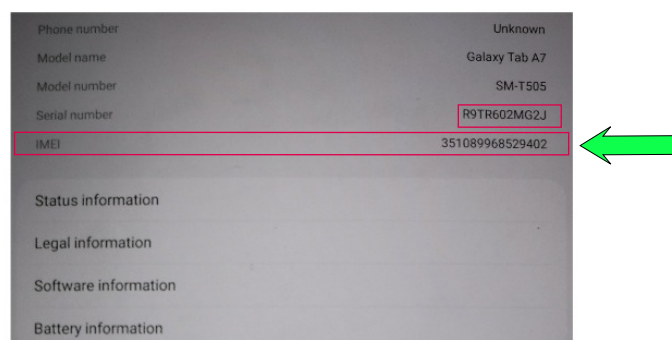 Phone number Unknown
Model name Galaxy Tab A7
Model number SM-T505
Serial number R9TR602MG2J
IMEI 351089968529402
Status information
Legal information
Software information
Battery information